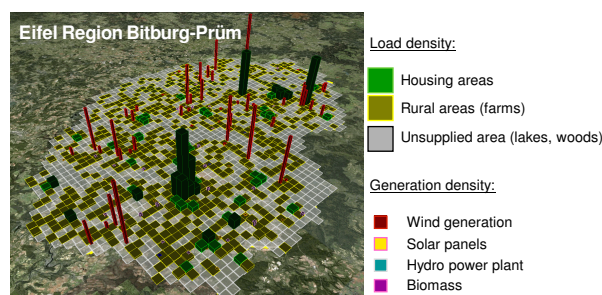 Eifel Region Bitburg-Prüm
Load density:
Housing areas
Rural areas (farms)
Unsupplied area (lakes, woods)
Generation density:
Wind generation
Solar panels
Hydro power plant
Biomass